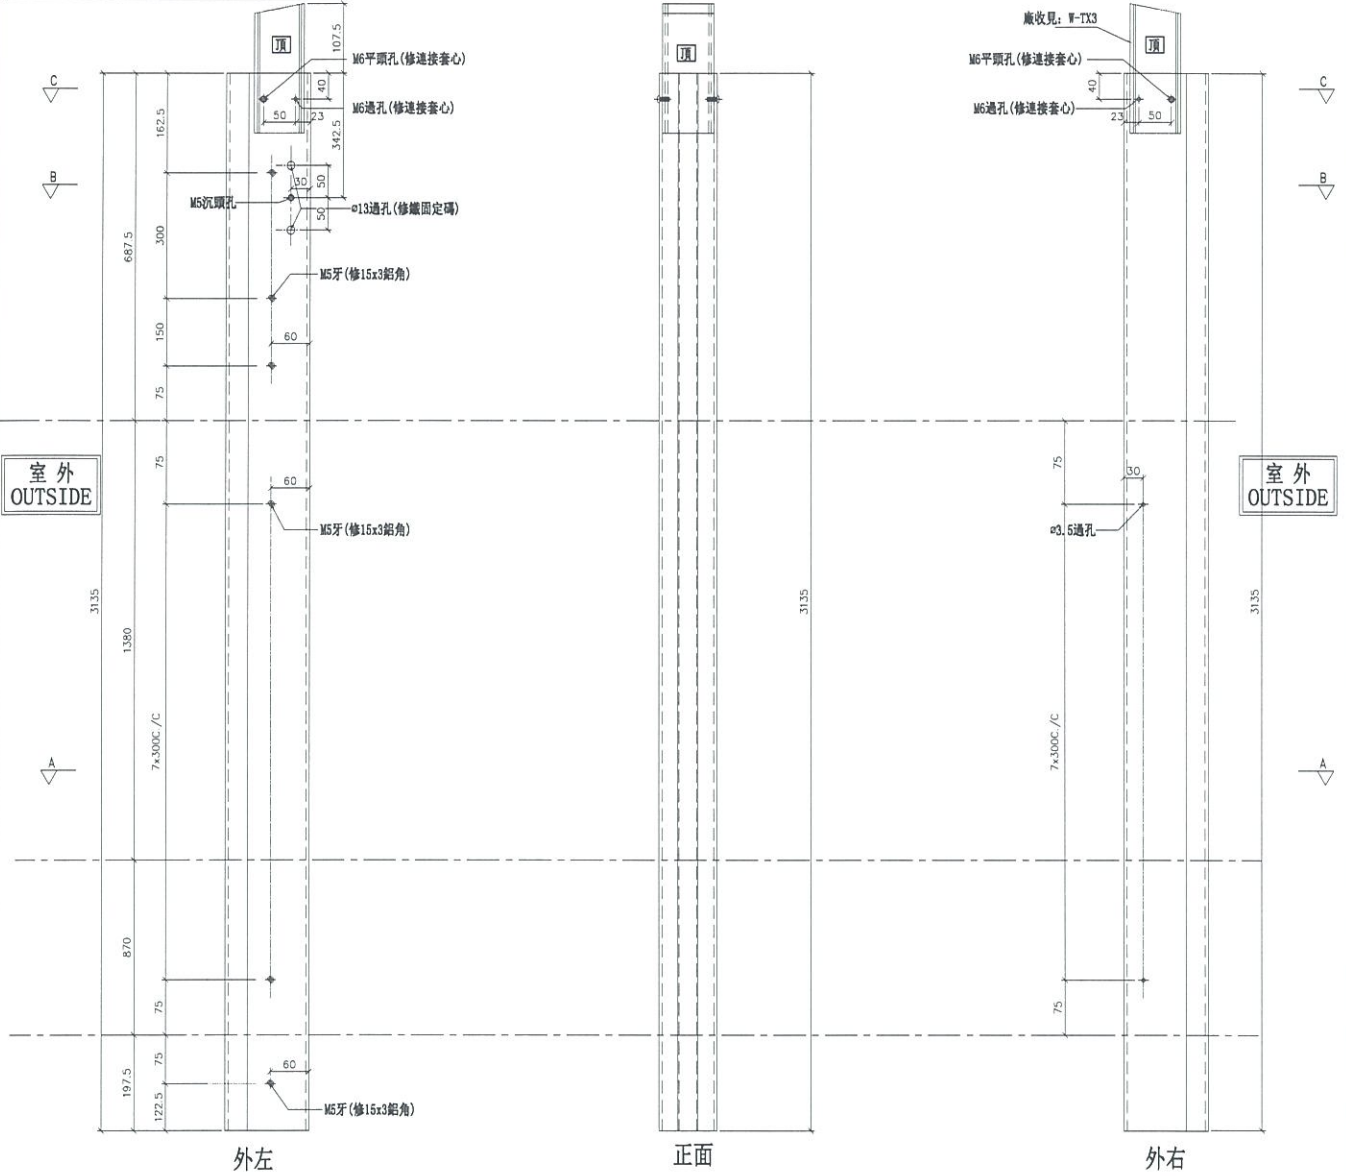 廠收見: W-TX3
頂
頂
頂
107.5
M6平頭孔(修連接套心)
M6平頭孔(修連接套心)
C
C
40
40
M6過孔(修連接套心)
M6過孔(修連接套心)
50
23
23
50
162.5
342.5
B
B
30
50
M5沉頭孔
ø13過孔(修鐵固定碼)
50
687.5
300
M5牙(修15x3鋁角)
150
60
75
室外
OUTSIDE
室外
OUTSIDE
75
75
60
30
M5牙(修15x3鋁角)
ø3.5過孔
3135
3135
3135
1380
7x300C./C
7x300C./C
A
A
870
75
75
75
60
197.5
122.5
M5牙(修15x3鋁角)
外左
正面
外右